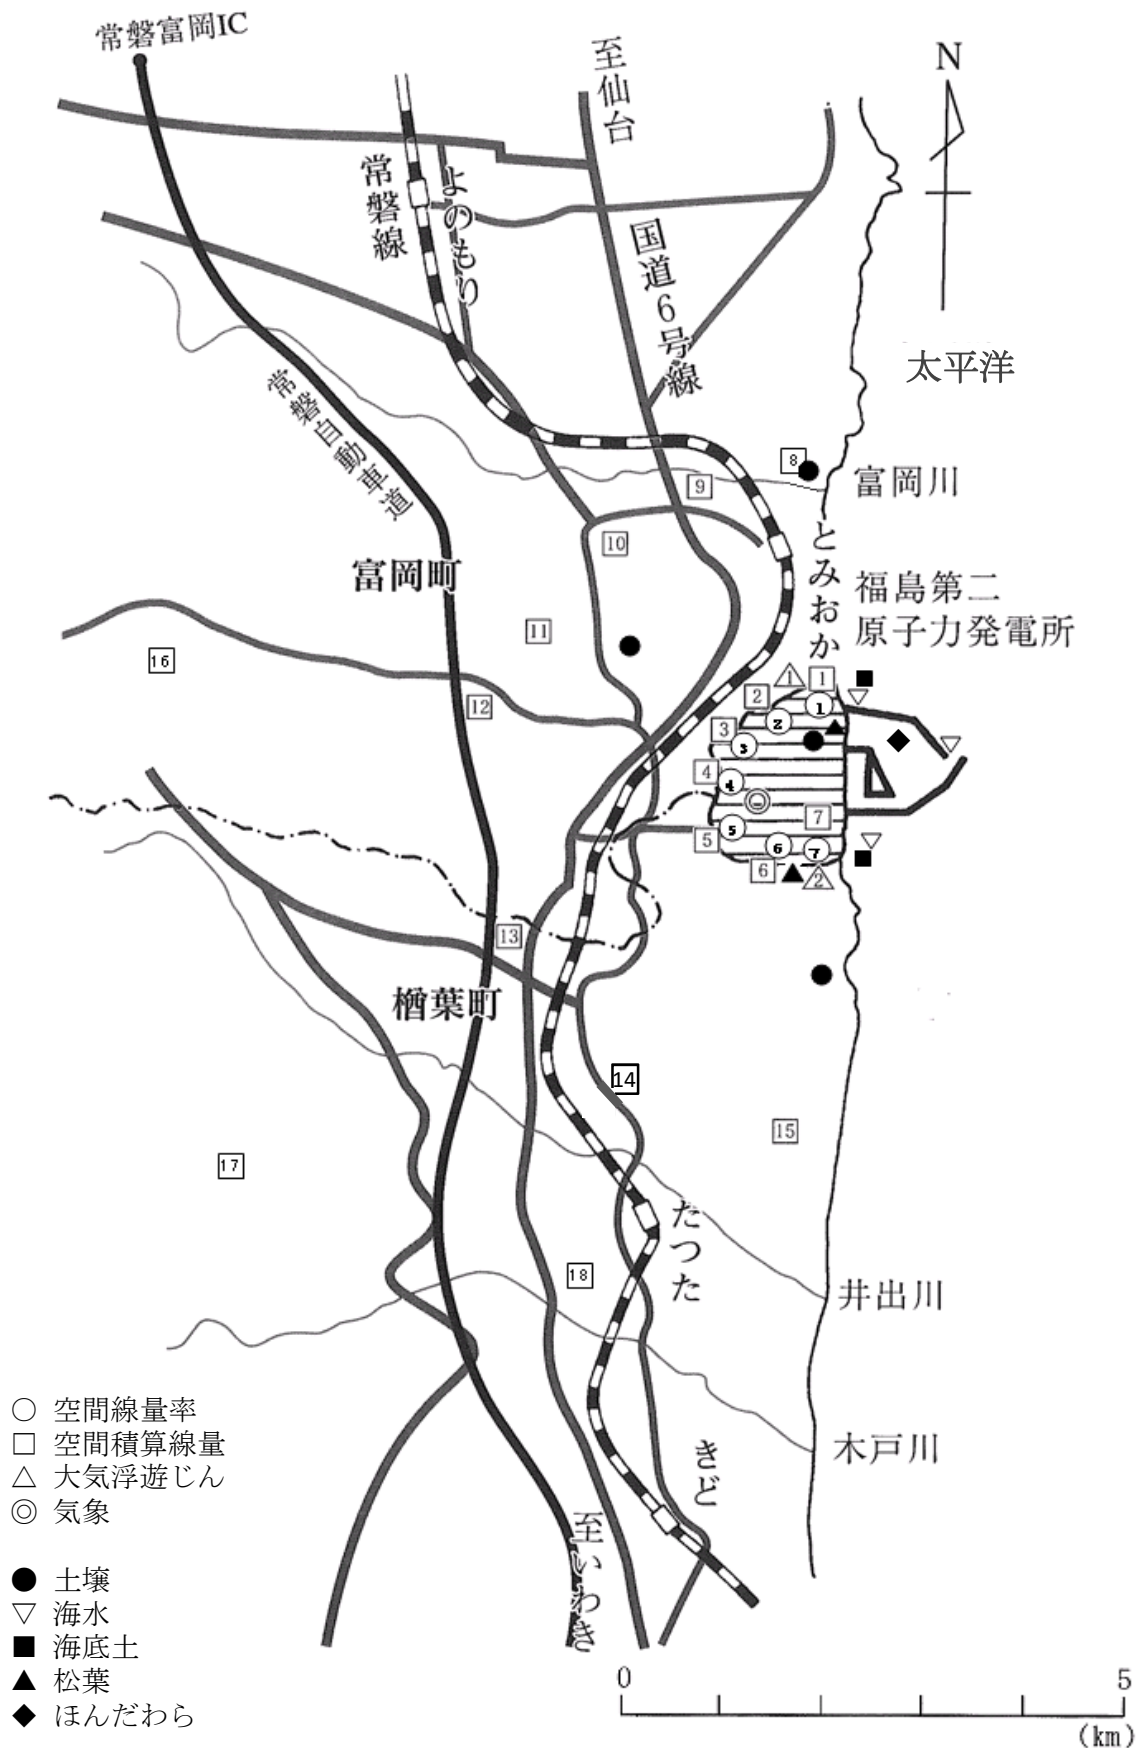 常磐富岡IC
至仙台
N
常磐線
よのもり
国道6号線
太平洋
常磐自動車道
8
富岡川
9
10
とみおか
富岡町
福島第二
原子力発電所
11
16
1
1
2
12
1
2
3
3
4
4
7
5
5
6
7
6
2
13
楢葉町
14
15
17
たつた
18
井出川
木戸川
きど
至いわき
○ 空間線量率
□ 空間積算線量
△ 大気浮遊じん
◎ 気象
● 土壌
▽ 海水
■ 海底土
▲ 松葉
◆ ほんだわら
0 5
(km)